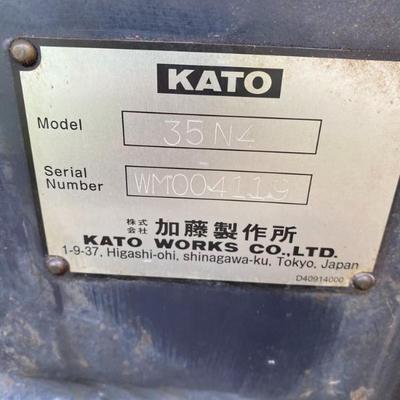 KATO
Model 35N4
Serial Number WM004119
株式会社 加藤製作所
KATO WORKS CO.,LTD.
1-9-37, Higashi-ohi, shinagawa-ku, Tokyo, Japan
D40914000